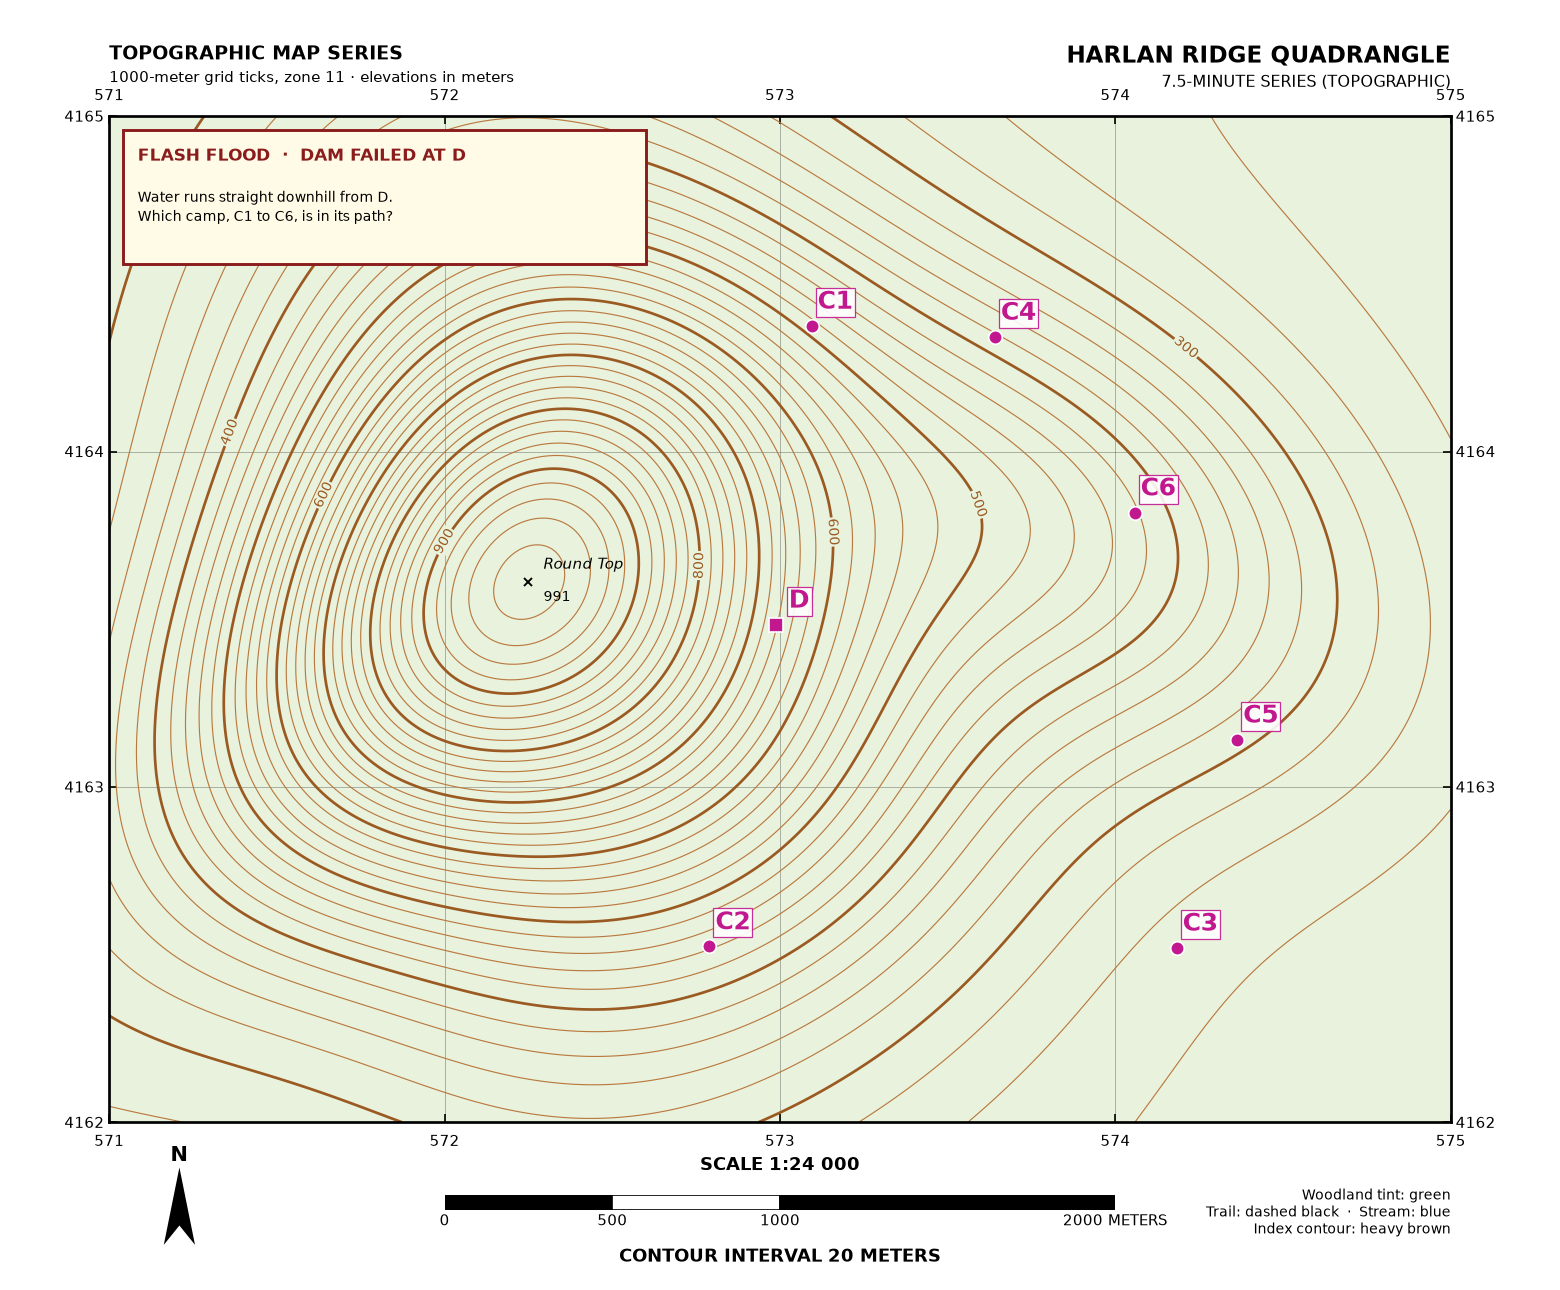 TOPOGRAPHIC MAP SERIES
1000-meter grid ticks, zone 11 · elevations in meters
HARLAN RIDGE QUADRANGLE
7.5-MINUTE SERIES (TOPOGRAPHIC)
571 572 573 574 575
4165 4165
FLASH FLOOD · DAM FAILED AT D
Water runs straight downhill from D.
Which camp, C1 to C6, is in its path?
C1
C4
300
400
4164 4164
C6
600
500
900
600
800
Round Top
991
D
C5
4163 4163
C2
C3
4162 4162
571 572 573 574 575
N
SCALE 1:24 000
0 500 1000 2000 METERS
CONTOUR INTERVAL 20 METERS
Woodland tint: green
Trail: dashed black · Stream: blue
Index contour: heavy brown